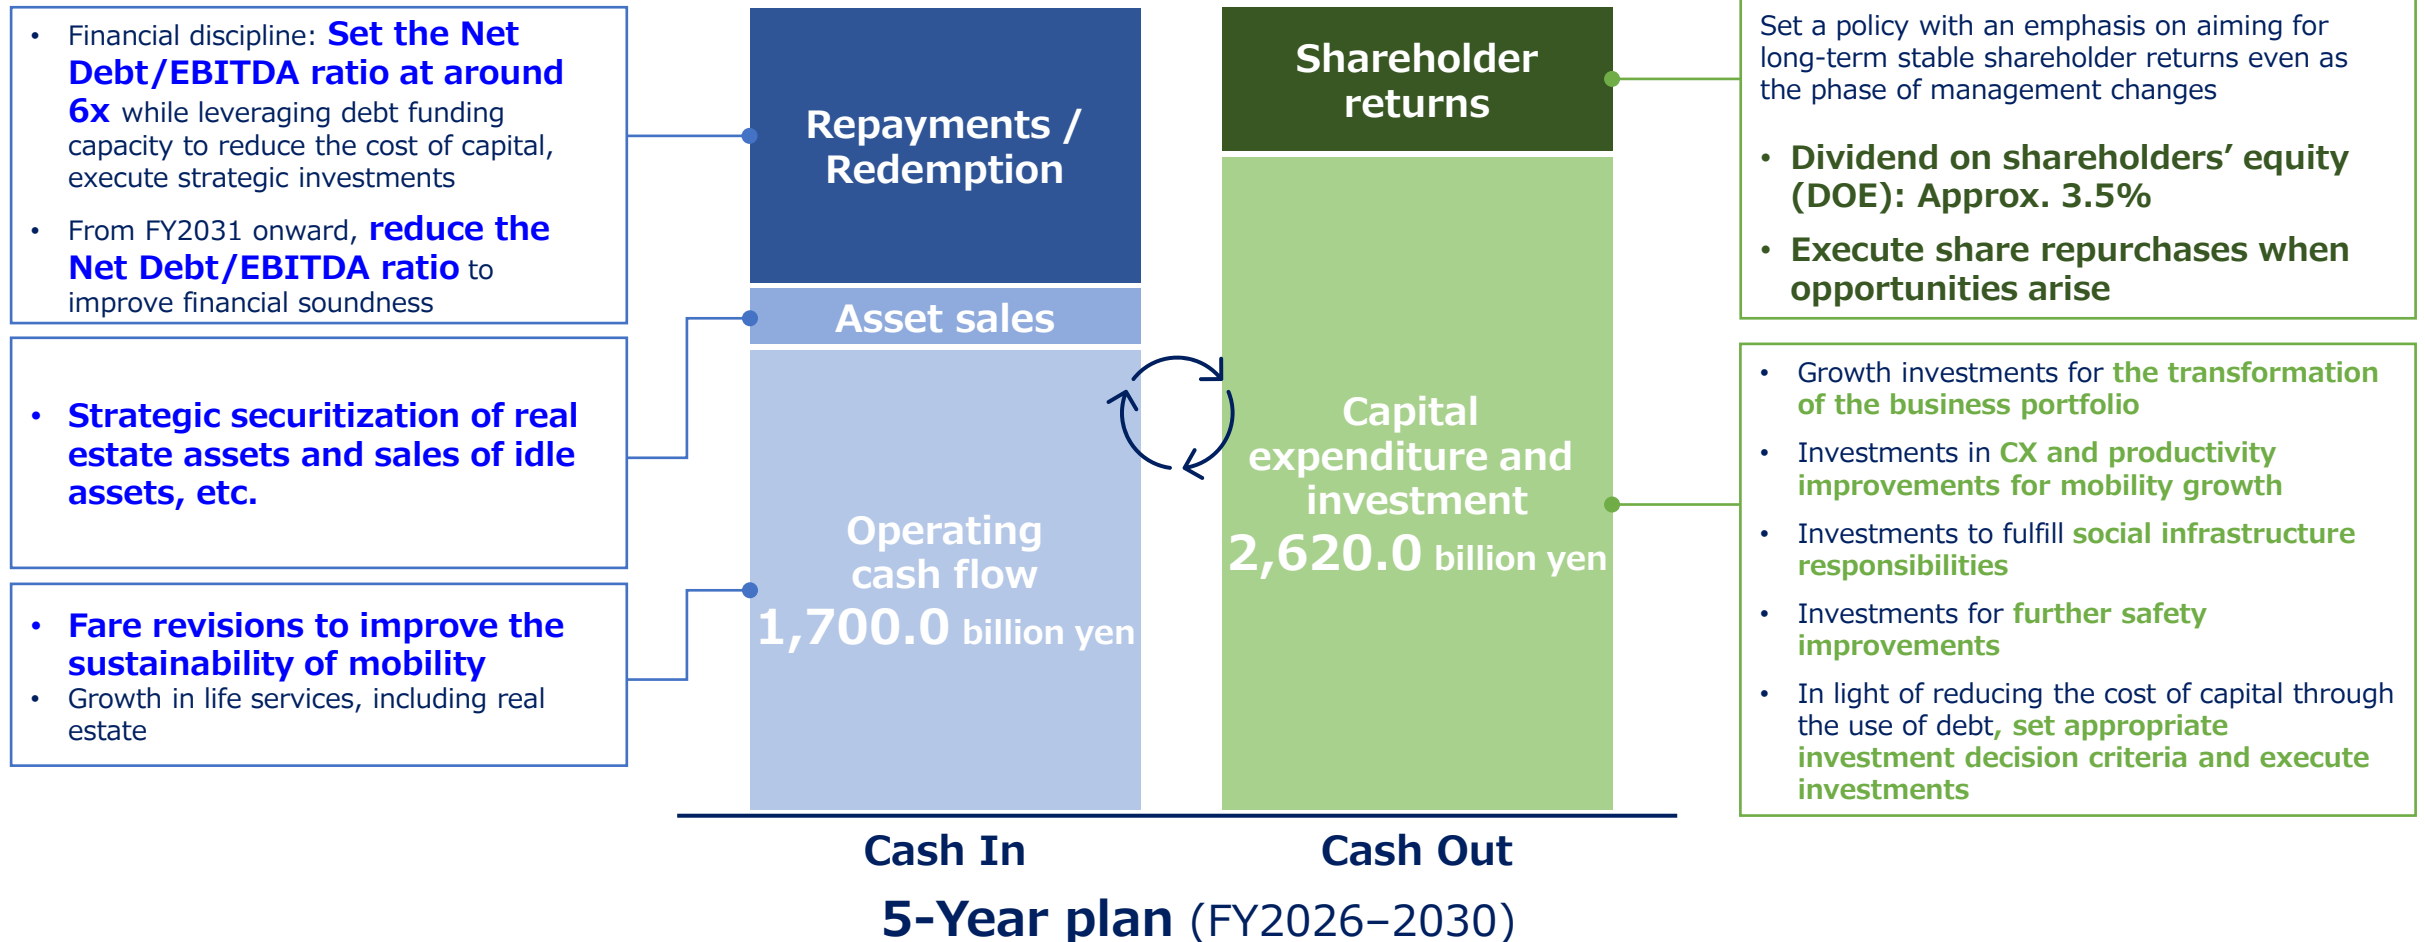 • Financial discipline: Set the Net
Debt/EBITDA ratio at around
6x while leveraging debt funding
capacity to reduce the cost of capital,
execute strategic investments
• From FY2031 onward, reduce the
Net Debt/EBITDA ratio to
improve financial soundness
• Strategic securitization of real
estate assets and sales of idle
assets, etc.
• Fare revisions to improve the
sustainability of mobility
• Growth in life services, including real
estate
Repayments /
Redemption
Asset sales
Operating
cash flow
1,700.0 billion yen
Shareholder
returns
Capital
expenditure and
investment
2,620.0 billion yen
Set a policy with an emphasis on aiming for
long-term stable shareholder returns even as
the phase of management changes
• Dividend on shareholders’ equity
(DOE): Approx. 3.5%
• Execute share repurchases when
opportunities arise
• Growth investments for the transformation
of the business portfolio
• Investments in CX and productivity
improvements for mobility growth
• Investments to fulfill social infrastructure
responsibilities
• Investments for further safety
improvements
• In light of reducing the cost of capital through
the use of debt, set appropriate
investment decision criteria and execute
investments
Cash In
Cash Out
5-Year plan (FY2026–2030)